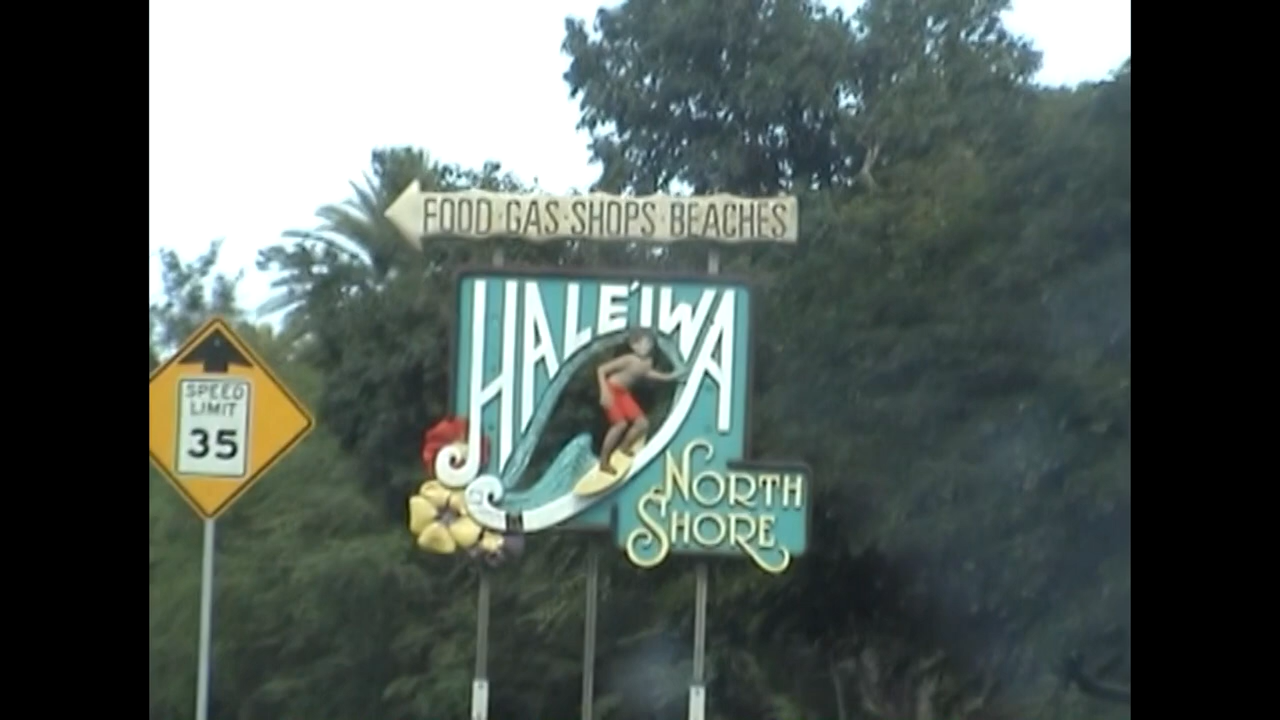 FOOD·GAS·SHOPS·BEACHES
HALE'IWA
NORTH
SHORE
SPEED
LIMIT
35